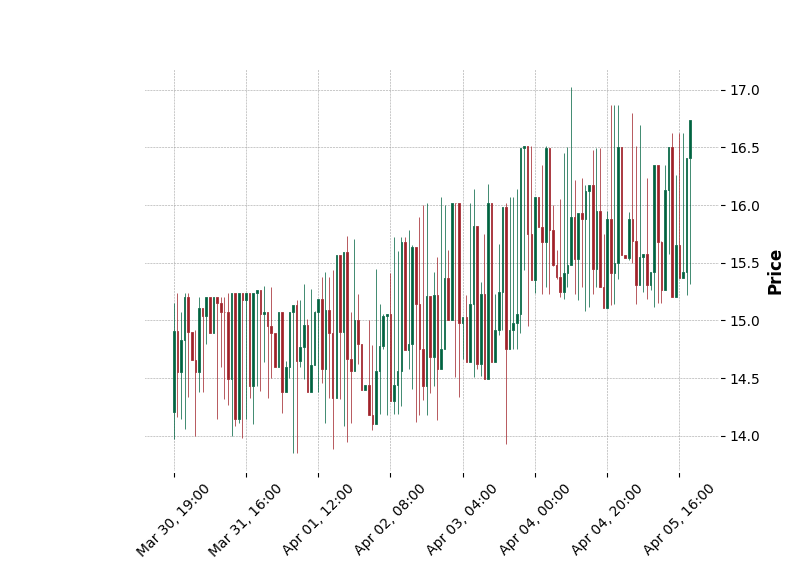 17.0
16.5
16.0
15.5
15.0
14.5
14.0
Price
Mar 30, 19:00
Mar 31, 16:00
Apr 01, 12:00
Apr 02, 08:00
Apr 03, 04:00
Apr 04, 00:00
Apr 04, 20:00
Apr 05, 16:00